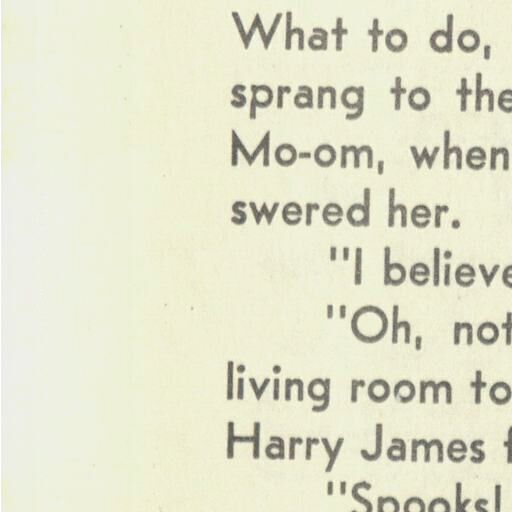 What to do,
sprang to the
Mo-om, when
swered her.
"I believe
"Oh, not
living room to
Harry James f
"Spooks!